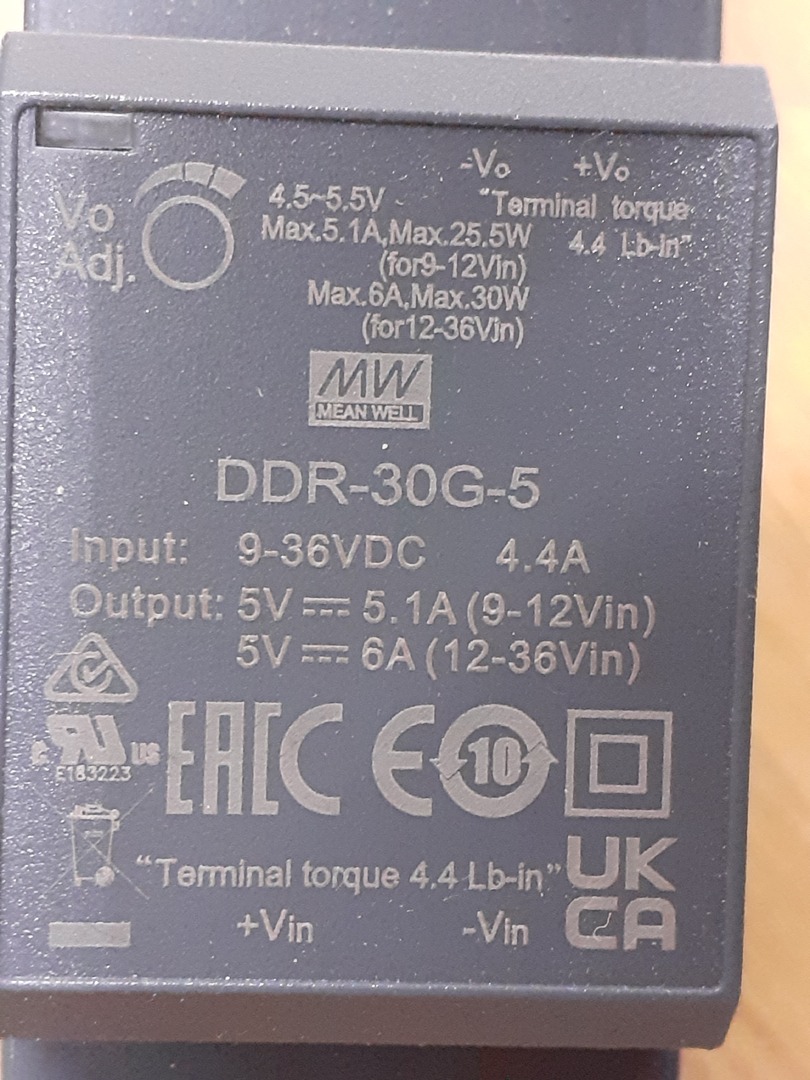 -Vo +Vo
Vo Adj.
4.5~5.5V
"Terminal torque
Max.5.1A,Max.25.5W
4.4 Lb-in"
(for9-12Vin)
Max.6A,Max.30W
(for12-36Vin)
MW
MEAN WELL
DDR-30G-5
Input: 9-36VDC 4.4A
Output: 5V ⎓ 5.1A (9-12Vin)
5V ⎓ 6A (12-36Vin)
c RU US
E183223
EAC CE 10
"Terminal torque 4.4 Lb-in"
UK
CA
+Vin -Vin